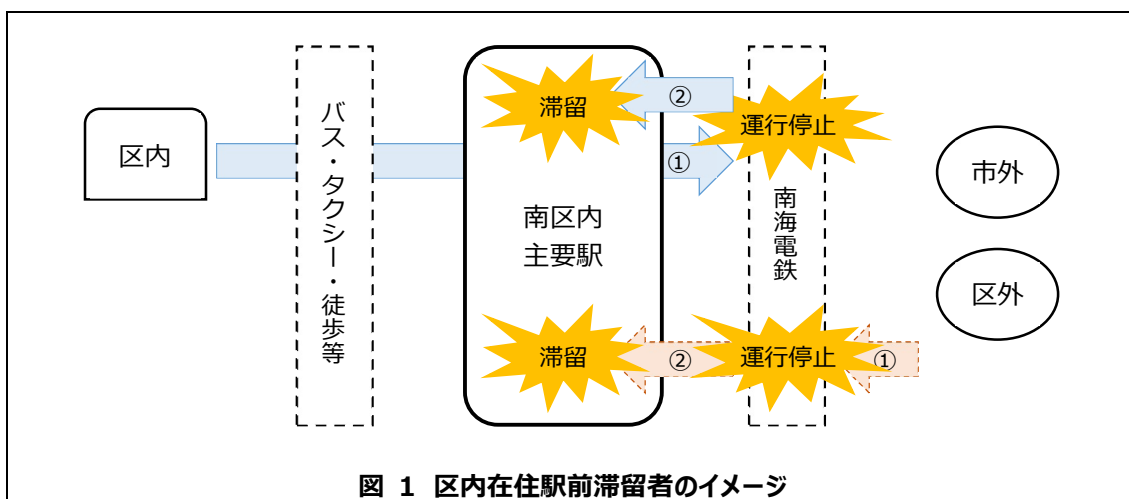 区内
バス・タクシー・徒歩等
滞留
②
運行停止
①
南区内
主要駅
南海電鉄
市外
区外
滞留
②
運行停止
①
図 1 区内在住駅前滞留者のイメージ